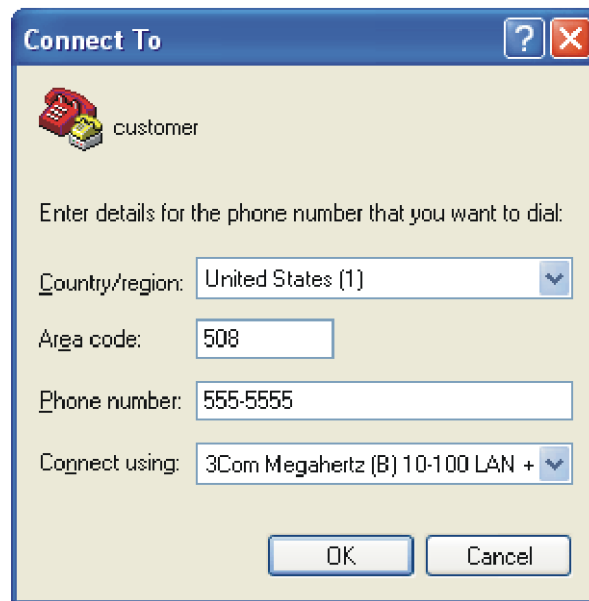 Connect To
customer
Enter details for the phone number that you want to dial:
Country/region: United States (1)
Area code: 508
Phone number: 555-5555
Connect using: 3Com Megahertz (B) 10-100 LAN +
OK Cancel